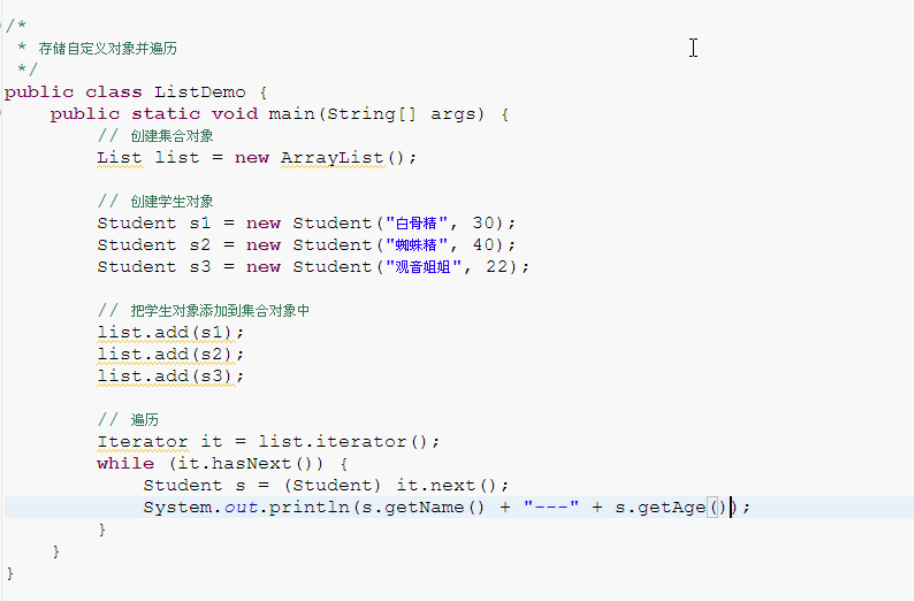 /*
 * 存储自定义对象并遍历
 */
public class ListDemo {
    public static void main(String[] args) {
        // 创建集合对象
        List list = new ArrayList();

        // 创建学生对象
        Student s1 = new Student("白骨精", 30);
        Student s2 = new Student("蜘蛛精", 40);
        Student s3 = new Student("观音姐姐", 22);

        // 把学生对象添加到集合对象中
        list.add(s1);
        list.add(s2);
        list.add(s3);

        // 遍历
        Iterator it = list.iterator();
        while (it.hasNext()) {
            Student s = (Student) it.next();
            System.out.println(s.getName() + "---" + s.getAge());
        }
    }
}